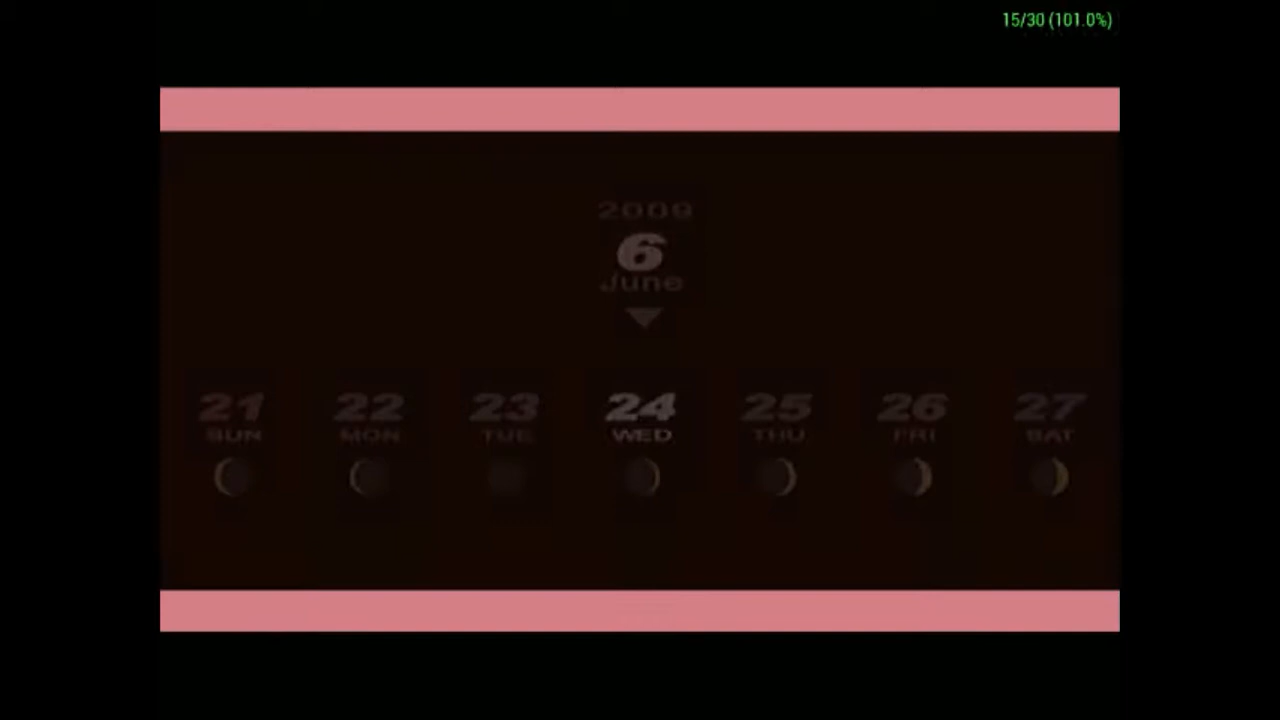 15/30 (101.0%)
2009
6
June
21 22 23 24 25 26 27
SUN MON TUE WED THU FRI SAT